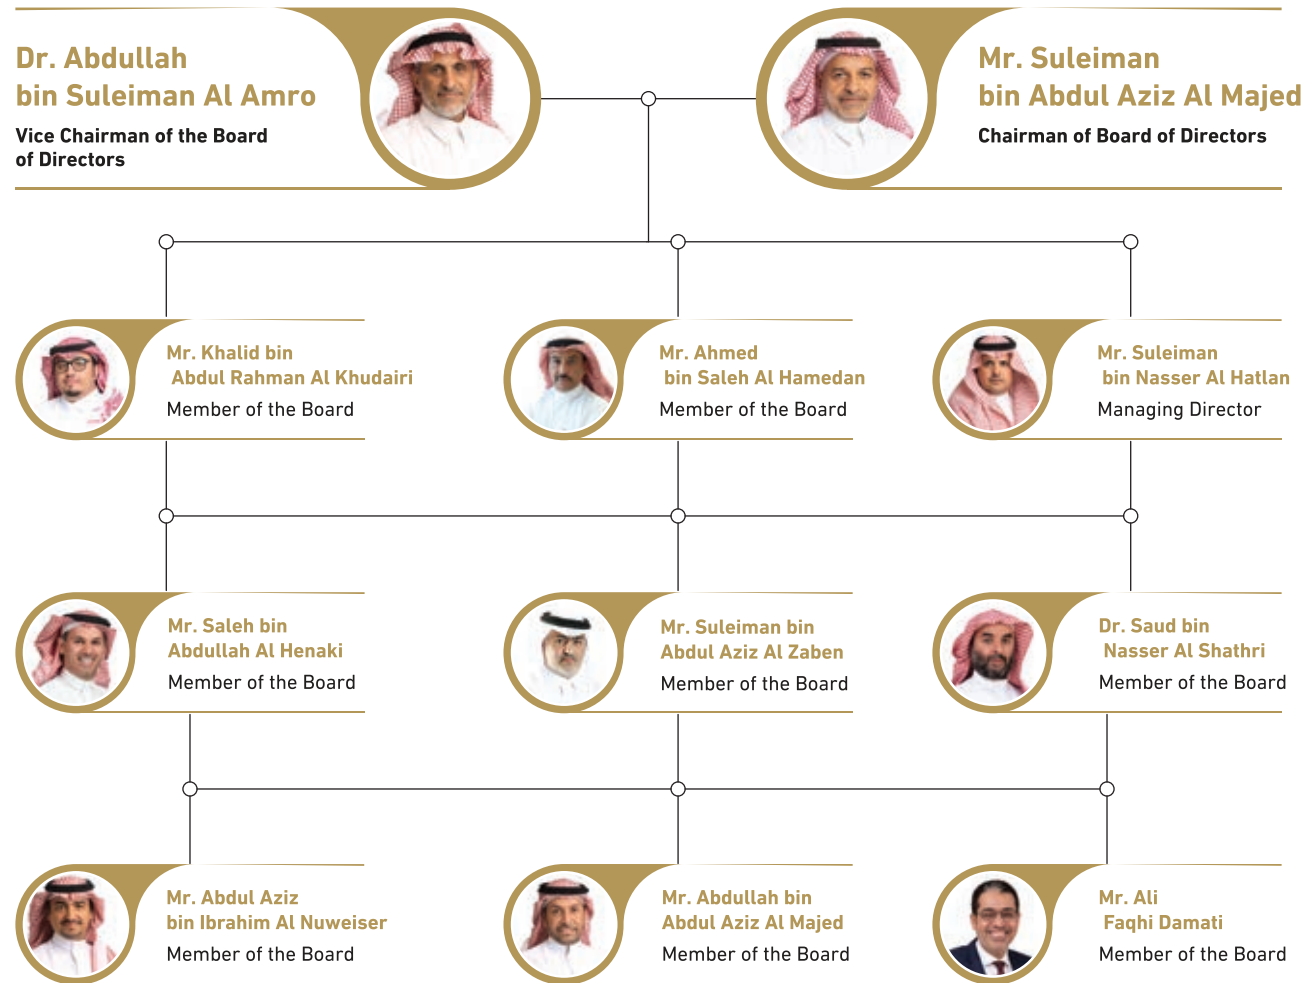 Dr. Abdullah
bin Suleiman Al Amro
Vice Chairman of the Board
of Directors
Mr. Suleiman
bin Abdul Aziz Al Majed
Chairman of Board of Directors
Mr. Khalid bin
Abdul Rahman Al Khudairi
Member of the Board
Mr. Ahmed
bin Saleh Al Hamedan
Member of the Board
Mr. Suleiman
bin Nasser Al Hatlan
Managing Director
Mr. Saleh bin
Abdullah Al Henaki
Member of the Board
Mr. Suleiman bin
Abdul Aziz Al Zaben
Member of the Board
Dr. Saud bin
Nasser Al Shathri
Member of the Board
Mr. Abdul Aziz
bin Ibrahim Al Nuweiser
Member of the Board
Mr. Abdullah bin
Abdul Aziz Al Majed
Member of the Board
Mr. Ali
Faqhi Damati
Member of the Board